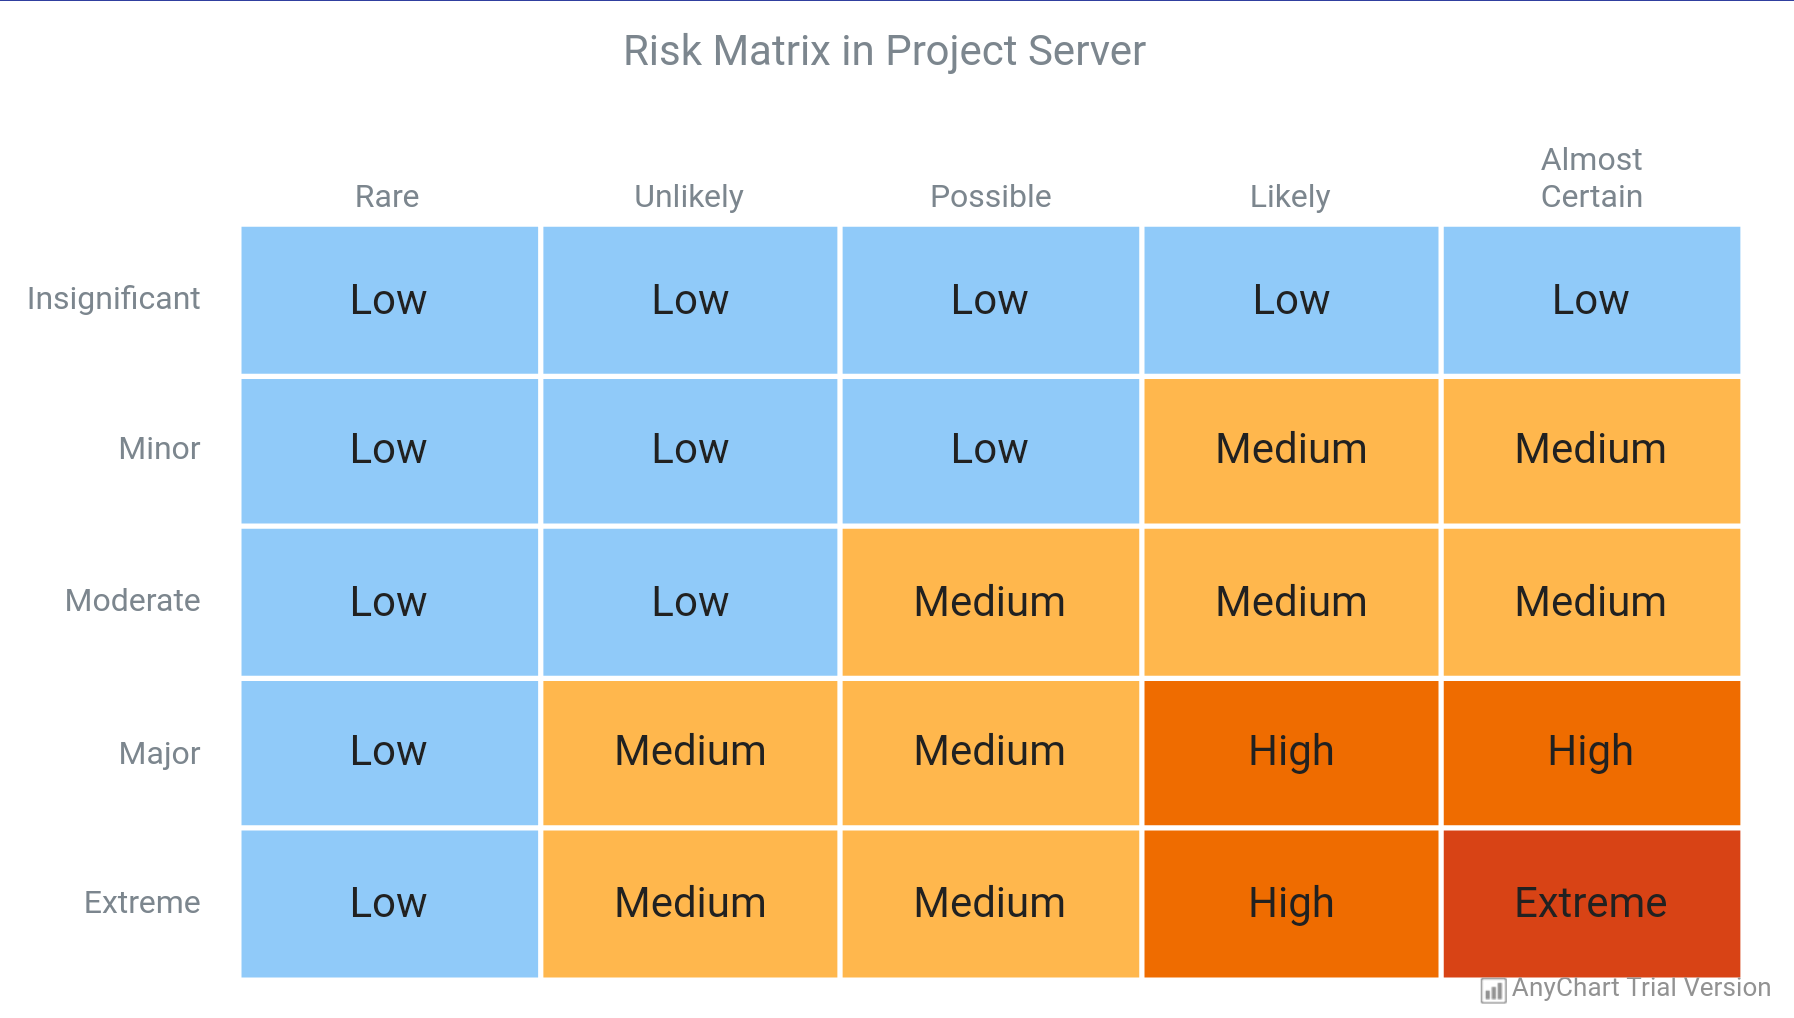 Risk Matrix in Project Server
Rare Unlikely Possible Likely Almost
Certain
Insignificant Low Low Low Low Low
Minor Low Low Low Medium Medium
Moderate Low Low Medium Medium Medium
Major Low Medium Medium High High
Extreme Low Medium Medium High Extreme
AnyChart Trial Version